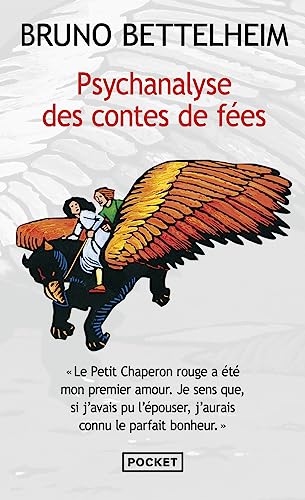 BRUNO BETTELHEIM
Psychanalyse
des contes de fées
« Le Petit Chaperon rouge a été
mon premier amour. Je sens que,
si j'avais pu l'épouser, j'aurais
connu le parfait bonheur. »
POCKET